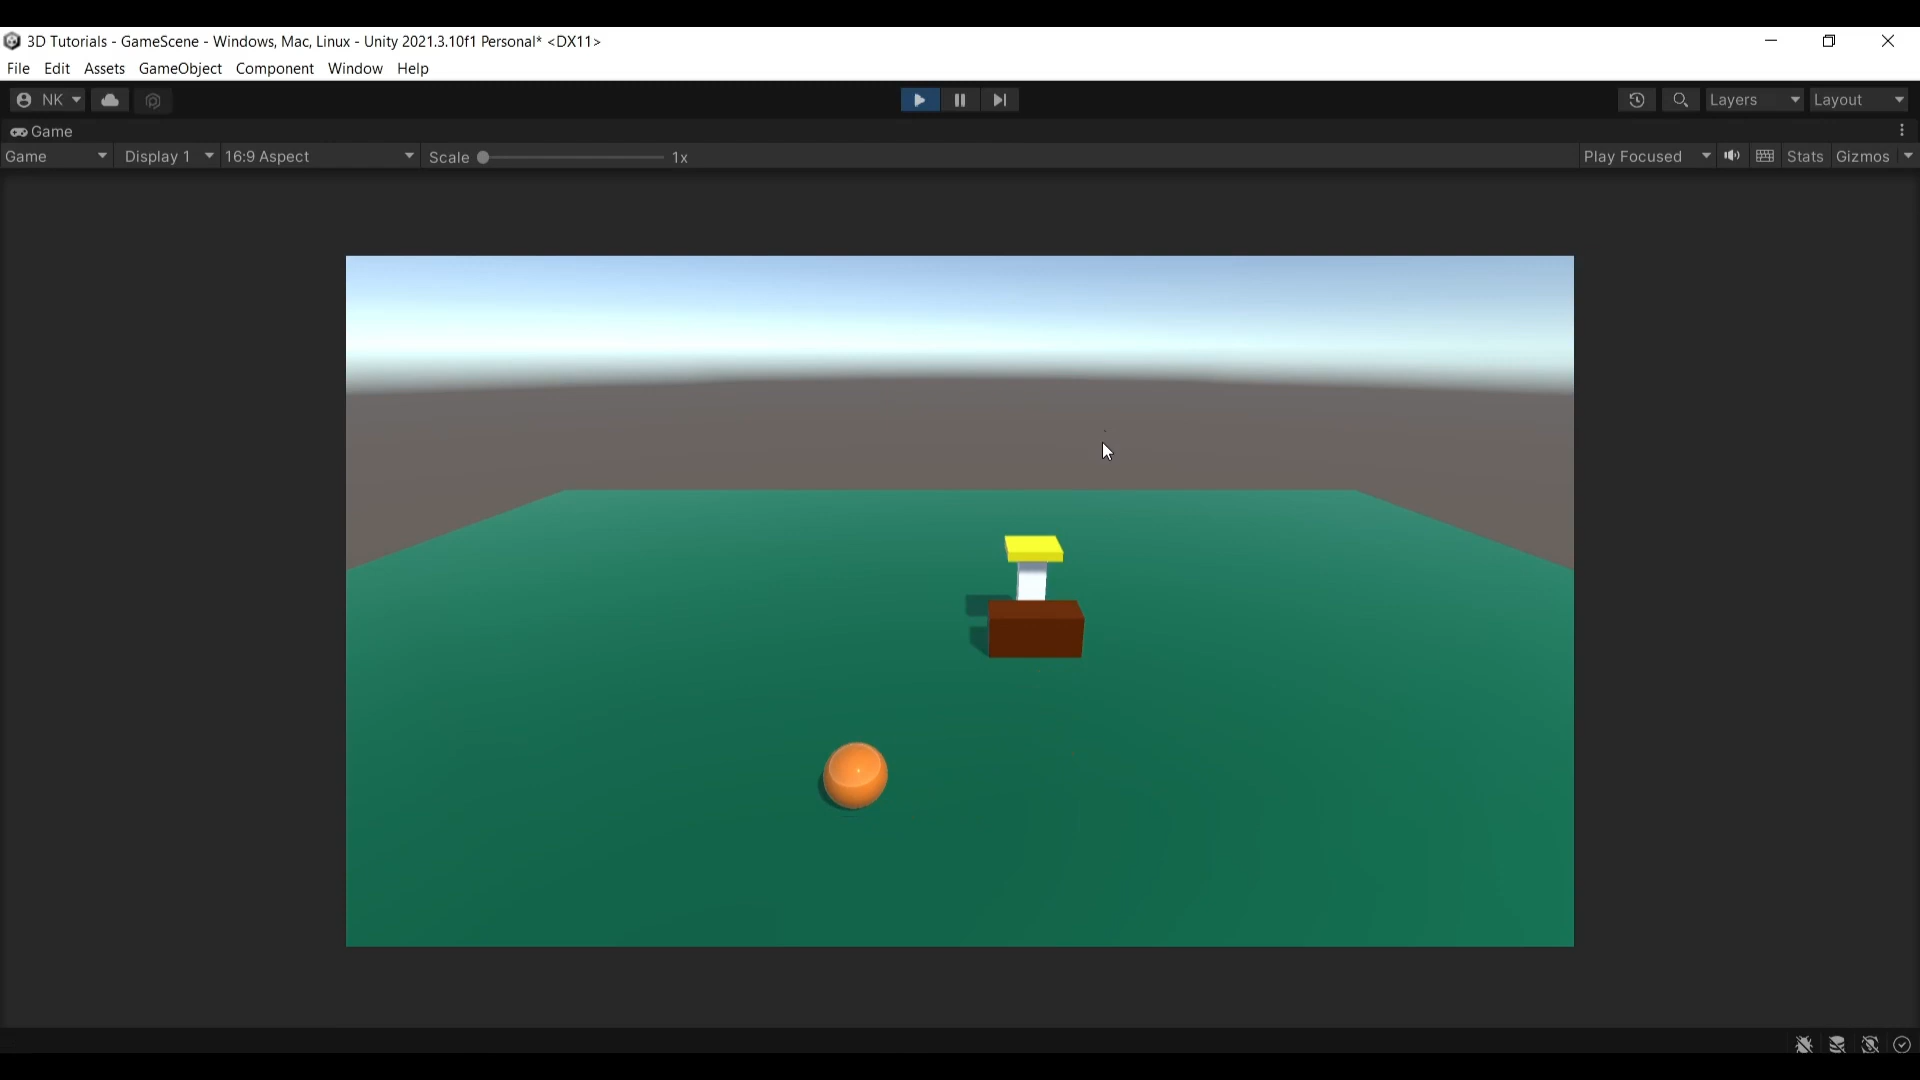 3D Tutorials - GameScene - Windows, Mac, Linux - Unity 2021.3.10f1 Personal* <DX11>
File Edit Assets GameObject Component Window Help
NK Layers Layout
Game
Game Display 1 16:9 Aspect Scale 1x Play Focused Stats Gizmos